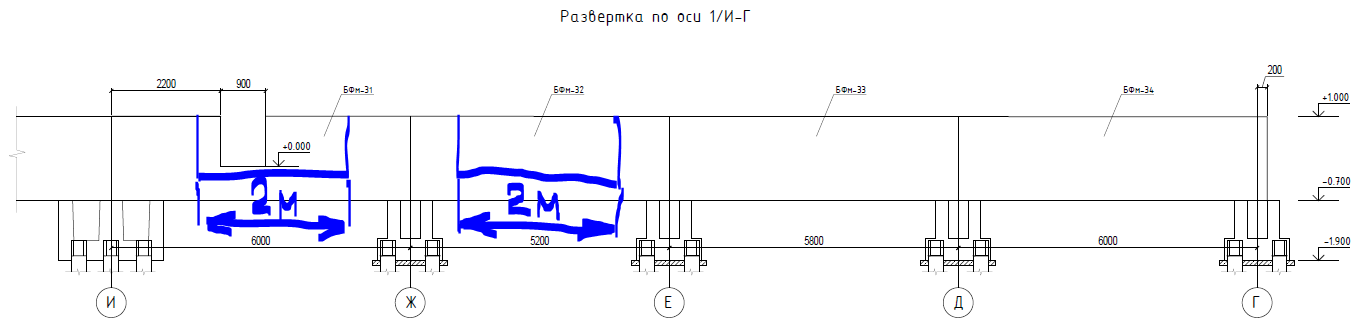 Развертка по оси 1/И-Г
2200
900
БФм-31
БФм-32
БФм-33
БФм-34
200
+1.000
+0.000
-0.700
2м
2м
6000
5200
5800
6000
-1.900
И
Ж
Е
Д
Г